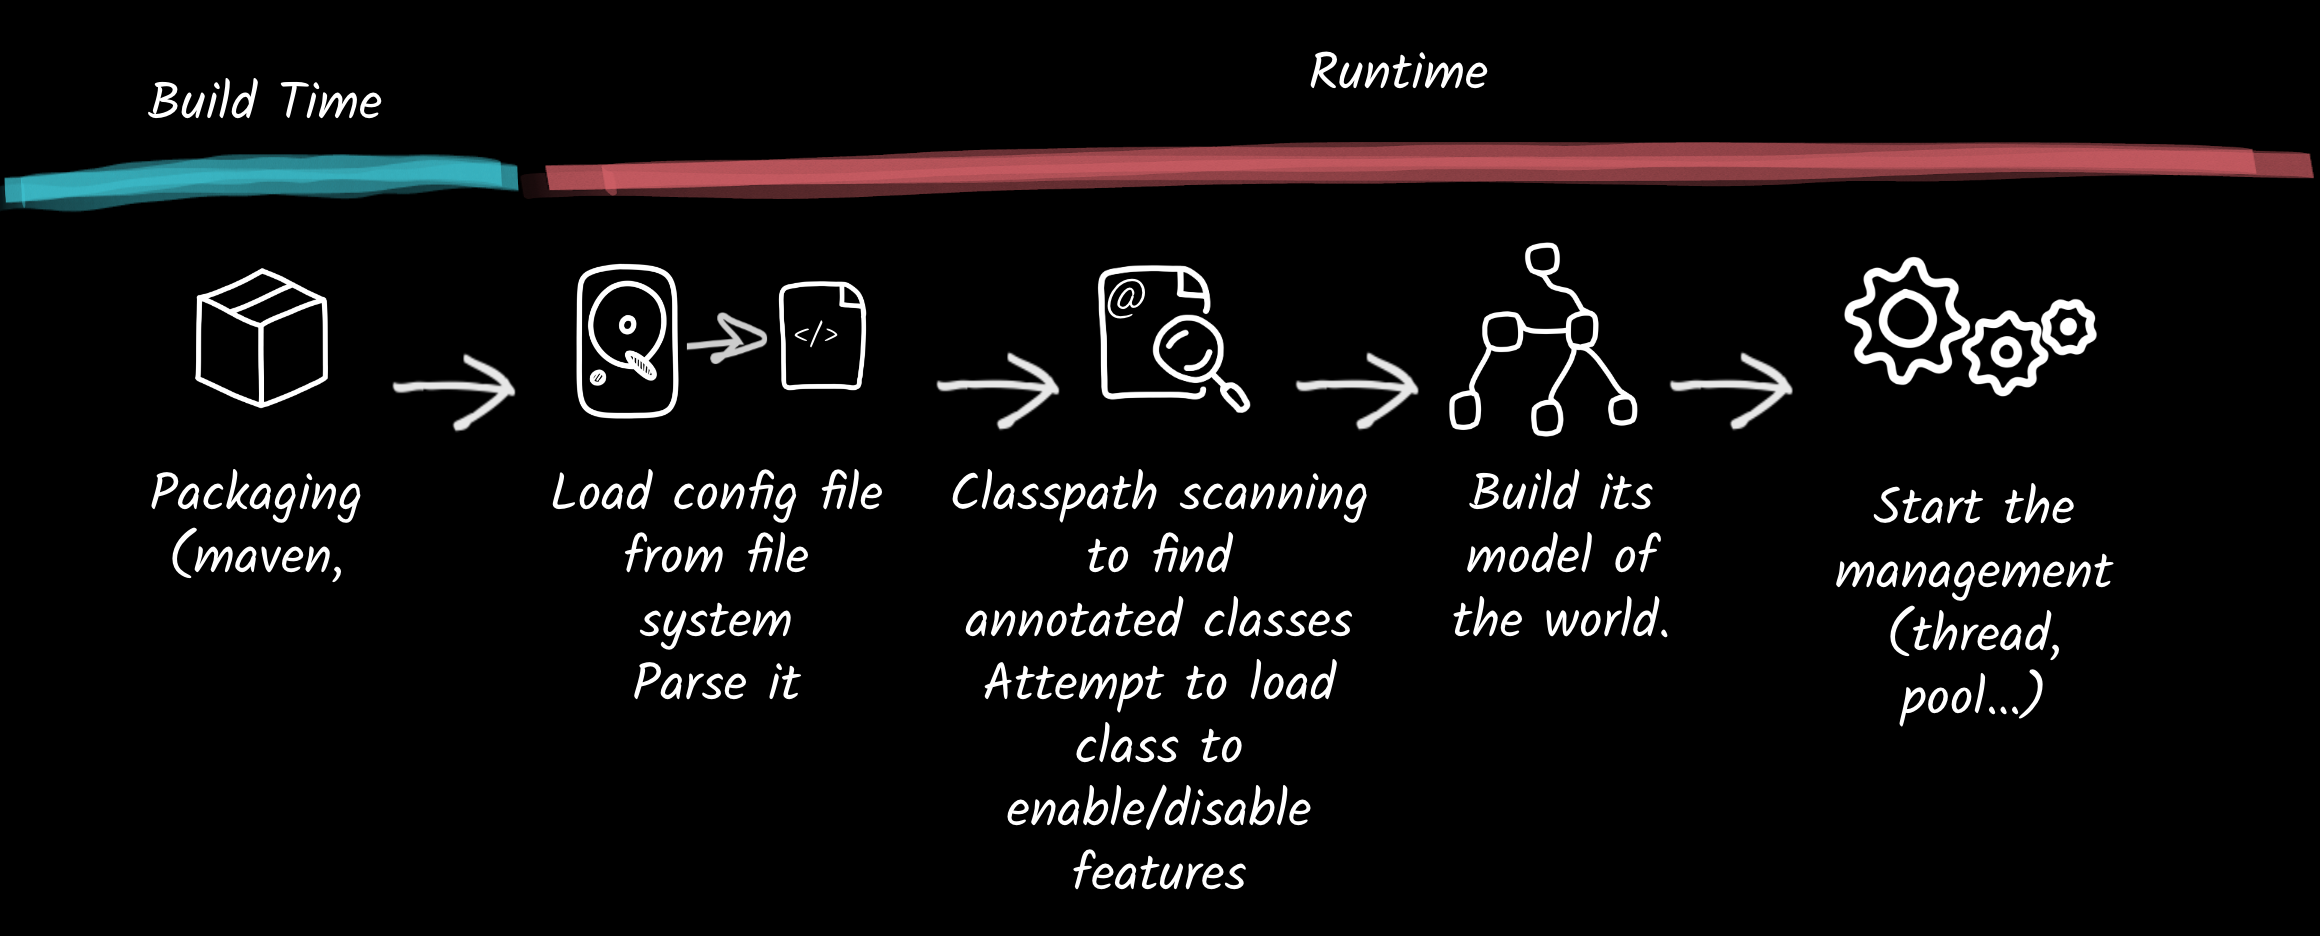 Build Time
Runtime
@
</>
Packaging
(maven,
Load config file
from file
system
Parse it
Classpath scanning
to find
annotated classes
Attempt to load
class to
enable/disable
features
Build its
model of
the world.
Start the
management
(thread,
pool...)